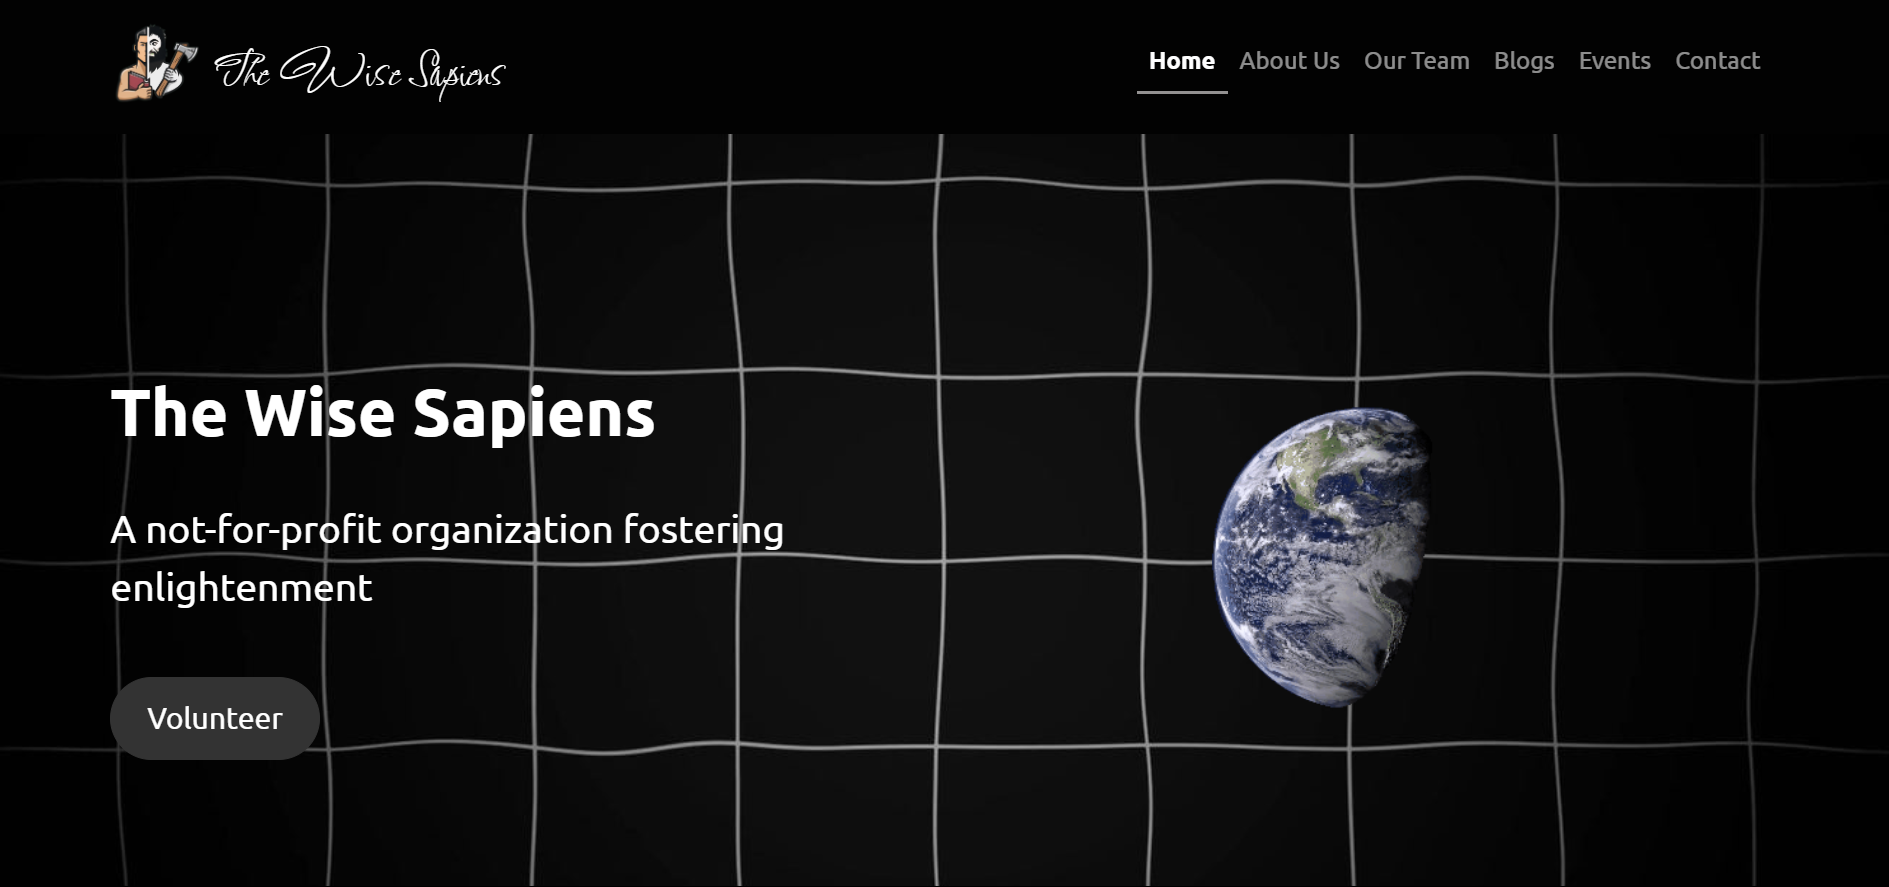 The Wise Sapiens
Home About Us Our Team Blogs Events Contact
The Wise Sapiens
A not-for-profit organization fostering
enlightenment
Volunteer